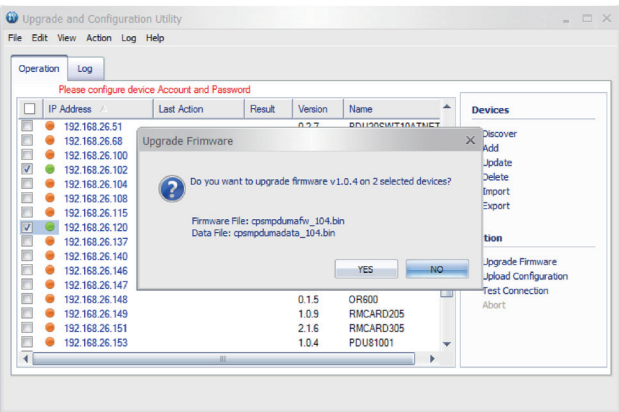 Upgrade and Configuration Utility
File Edit View Action Log Help
Operation Log
Please configure device Account and Password
IP Address Last Action Result Version Name
192.168.26.51 0.2.7 PDU20SWT10ATNET
192.168.26.68
192.168.26.100
192.168.26.102
192.168.26.104
192.168.26.108
192.168.26.115
192.168.26.120
192.168.26.137
192.168.26.140
192.168.26.146
192.168.26.147
192.168.26.148 0.1.5 OR600
192.168.26.149 1.0.9 RMCARD205
192.168.26.151 2.1.6 RMCARD305
192.168.26.153 1.0.4 PDU81001
Upgrade Frimware
Do you want to upgrade firmware v1.0.4 on 2 selected devices?
Firmware File: cpsmpdumafw_104.bin
Data File: cpsmpdumadata_104.bin
YES NO
Devices
Discover
Add
Update
Delete
Import
Export
tion
Upgrade Firmware
Upload Configuration
Test Connection
Abort